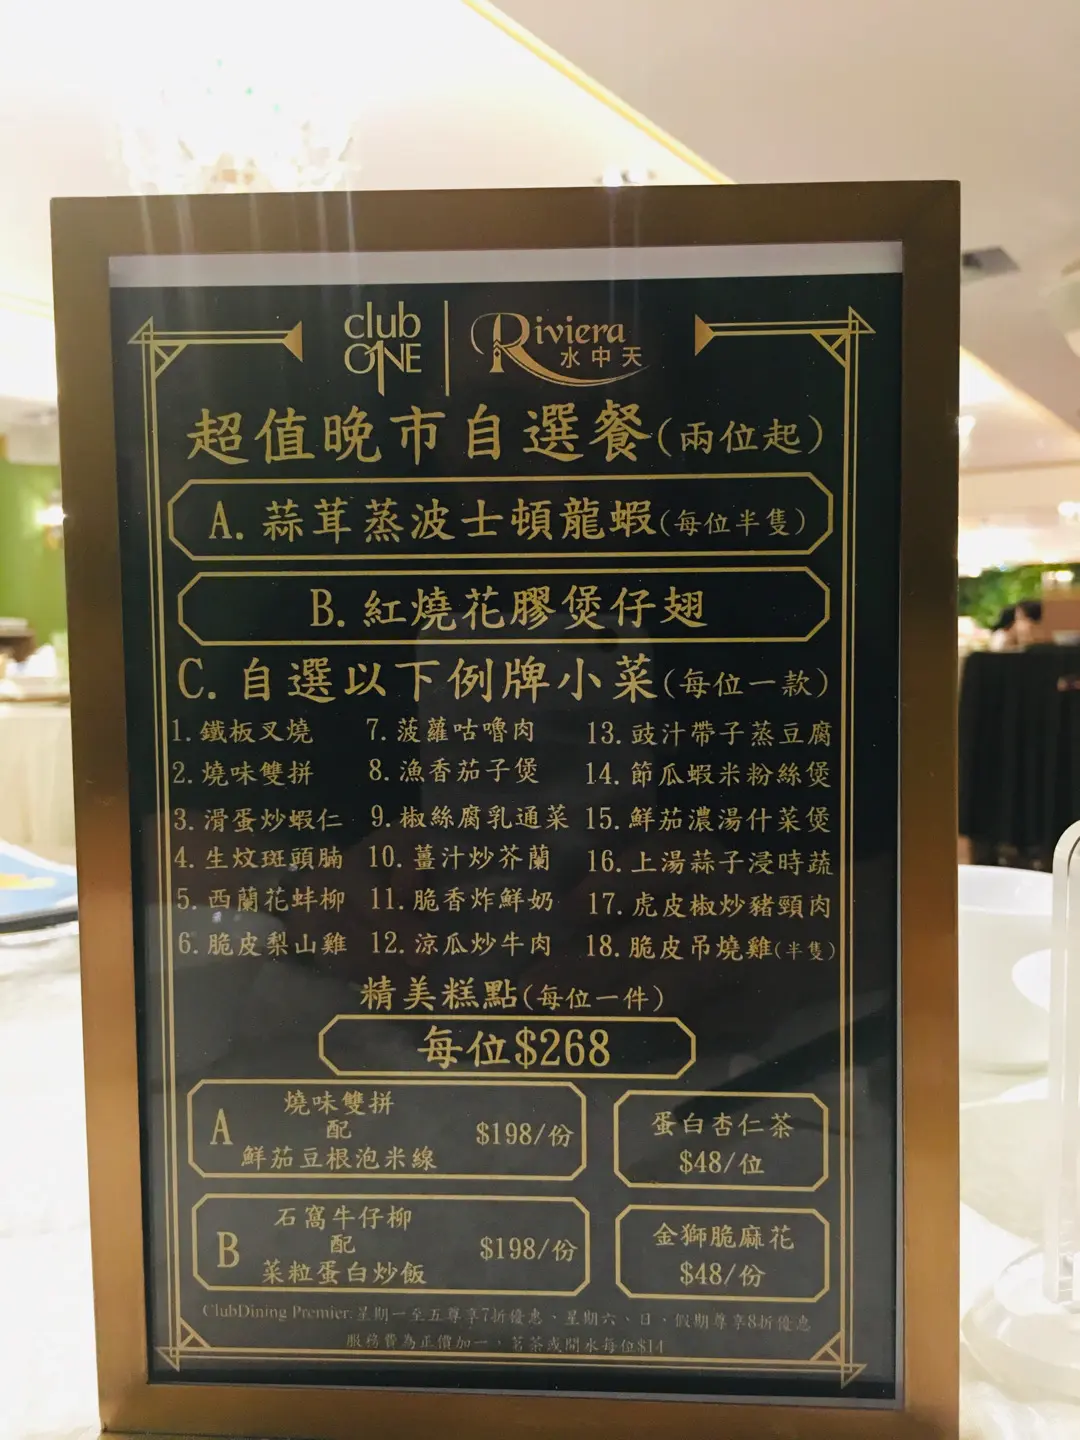 club ONE
Riviera
水中天
超值晚市自選餐(兩位起)
A. 蒜茸蒸波士頓龍蝦(每位半隻)
B. 紅燒花膠煲仔翅
C. 自選以下例牌小菜(每位一款)
1. 鐵板叉燒
2. 燒味雙拼
3. 滑蛋炒蝦仁
4. 生炆斑頭腩
5. 西蘭花蚌柳
6. 脆皮梨山雞
7. 菠蘿咕嚕肉
8. 漁香茄子煲
9. 椒絲腐乳通菜
10. 薑汁炒芥蘭
11. 脆香炸鮮奶
12. 涼瓜炒牛肉
13. 豉汁帶子蒸豆腐
14. 節瓜蝦米粉絲煲
15. 鮮茄濃湯什菜煲
16. 上湯蒜子浸時蔬
17. 虎皮椒炒豬頸肉
18. 脆皮吊燒雞(半隻)
精美糕點(每位一件)
每位$268
A 燒味雙拼
配
鮮茄豆根泡米線
$198/份
蛋白杏仁茶
$48/位
B 石窩牛仔柳
配
菜粒蛋白炒飯
$198/份
金獅脆麻花
$48/份
ClubDining Premier: 星期一至五尊享7折優惠、星期六、日、假期尊享8折優惠
服務費為正價加一，茗茶或開水每位$14